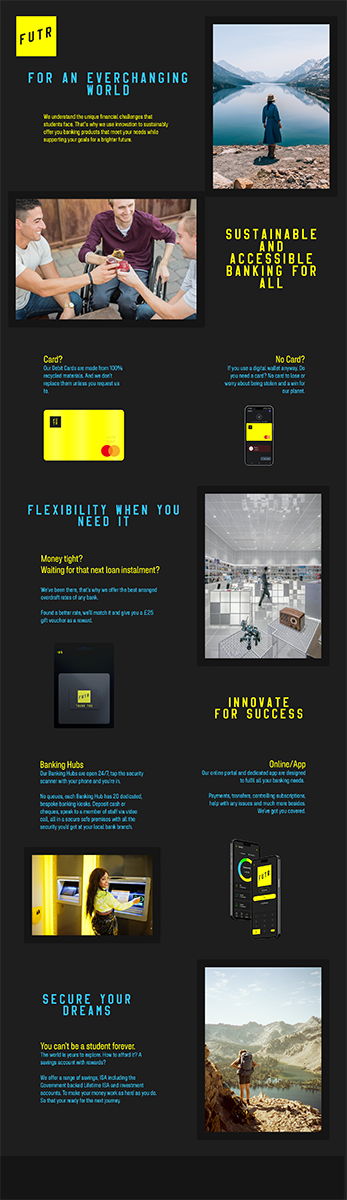 FUTR
FOR AN EVERCHANGING
WORLD
We understand the unique financial challenges that
students face. That's why we use innovation to sustainably
offer you banking products that meet your needs while
supporting your goals for a brighter future.
SUSTAINABLE
AND
ACCESSIBLE
BANKING FOR
ALL
Card?
Our Debit Cards are made from 100%
recycled materials. And we don't
replace them unless you request us
to.
No Card?
If you use a digital wallet anyway. Do
you need a card? No card to lose or
worry about being stolen and a win for
our planet.
FLEXIBILITY WHEN YOU
NEED IT
Money tight?
Waiting for that next loan instalment?
We've been there, that's why we offer the best arranged
overdraft rates of any bank.
Found a better rate, we'll match it and give you a £25
gift voucher as a reward.
FUTR
THANK YOU
INNOVATE
FOR SUCCESS
Banking Hubs
Our Banking Hubs are open 24/7, tap the security
scanner with your phone and you're in.
No queues, each Banking Hub has 20 dedicated,
bespoke banking kiosks. Deposit cash or
cheques, speak to a member of staff via video
call, all in a secure safe premises with all the
security you'd get at your local bank branch.
Online/App
Our online portal and dedicated app are designed
to fulfil all your banking needs.
Payments, transfers, controlling subscriptions,
help with any issues and much more besides.
We've got you covered.
FUTR
SECURE YOUR
DREAMS
You can't be a student forever.
The world is yours to explore. How to afford it? A
savings account with rewards?
We offer a range of savings, ISA including the
Government backed Lifetime ISA and investment
accounts. To make your money work as hard as you do.
So that your ready for the next journey.